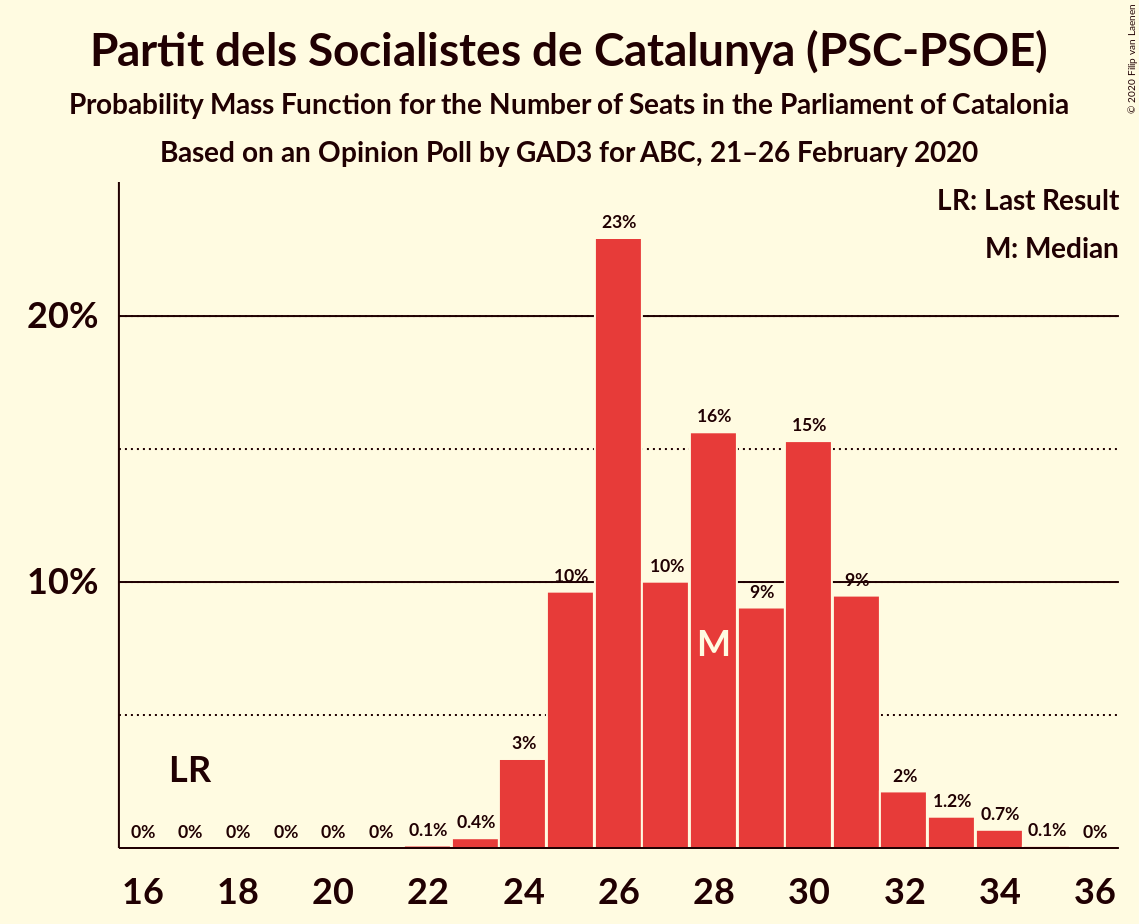 Partit dels Socialistes de Catalunya (PSC-PSOE)
Probability Mass Function for the Number of Seats in the Parliament of Catalonia
Based on an Opinion Poll by GAD3 for ABC, 21–26 February 2020
© 2020 Filip van Laenen
LR: Last Result
M: Median
23%
20%
16%
15%
10%
10%
10%
9%
9%
M
3%
LR
2%
1.2%
0.7%
0% 0% 0% 0% 0% 0% 0.1% 0.4% 0.1% 0%
16 18 20 22 24 26 28 30 32 34 36